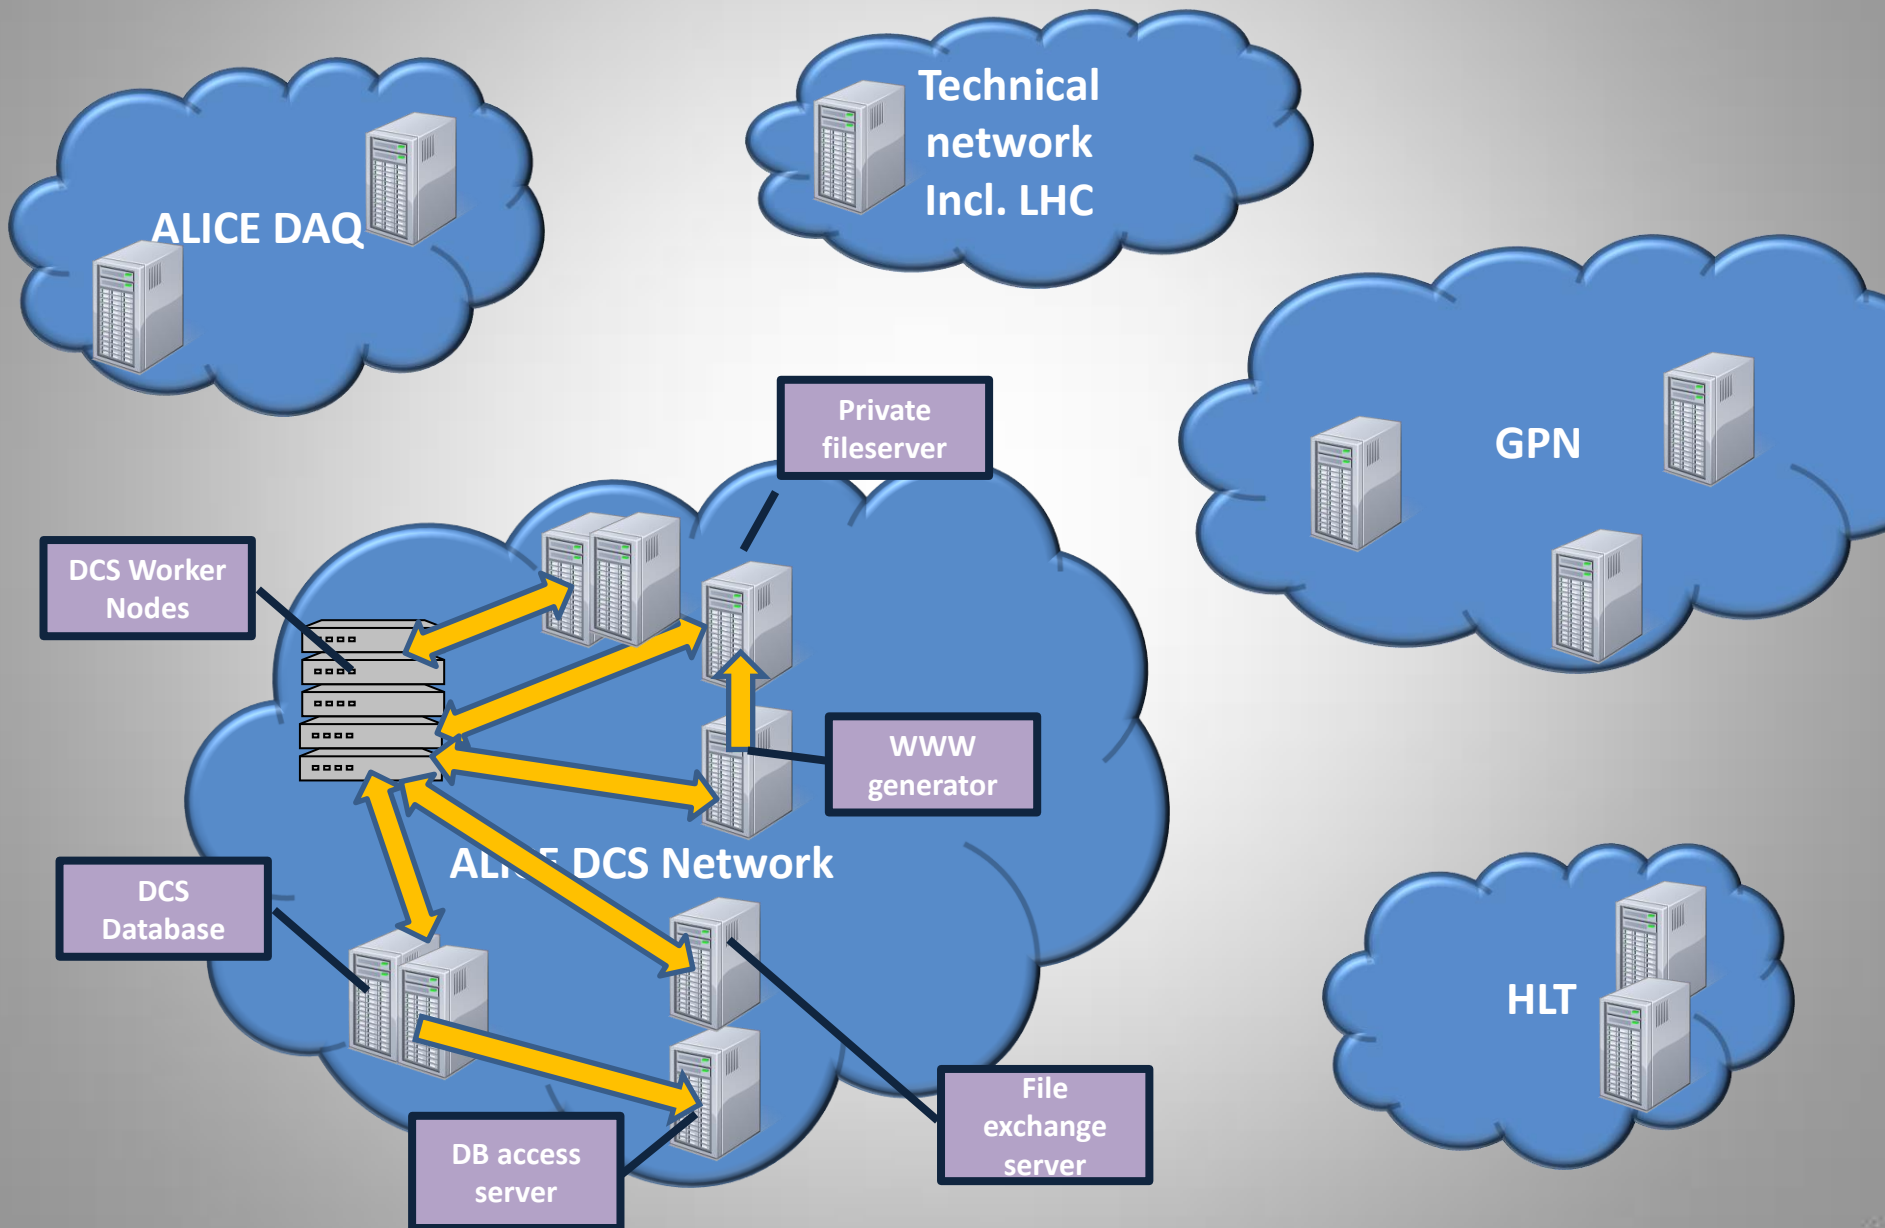 Technical
network
Incl. LHC
ALICE DAQ
Private
fileserver
GPN
DCS Worker
Nodes
WWW
generator
ALICE DCS Network
DCS
Database
HLT
File
exchange
server
DB access
server